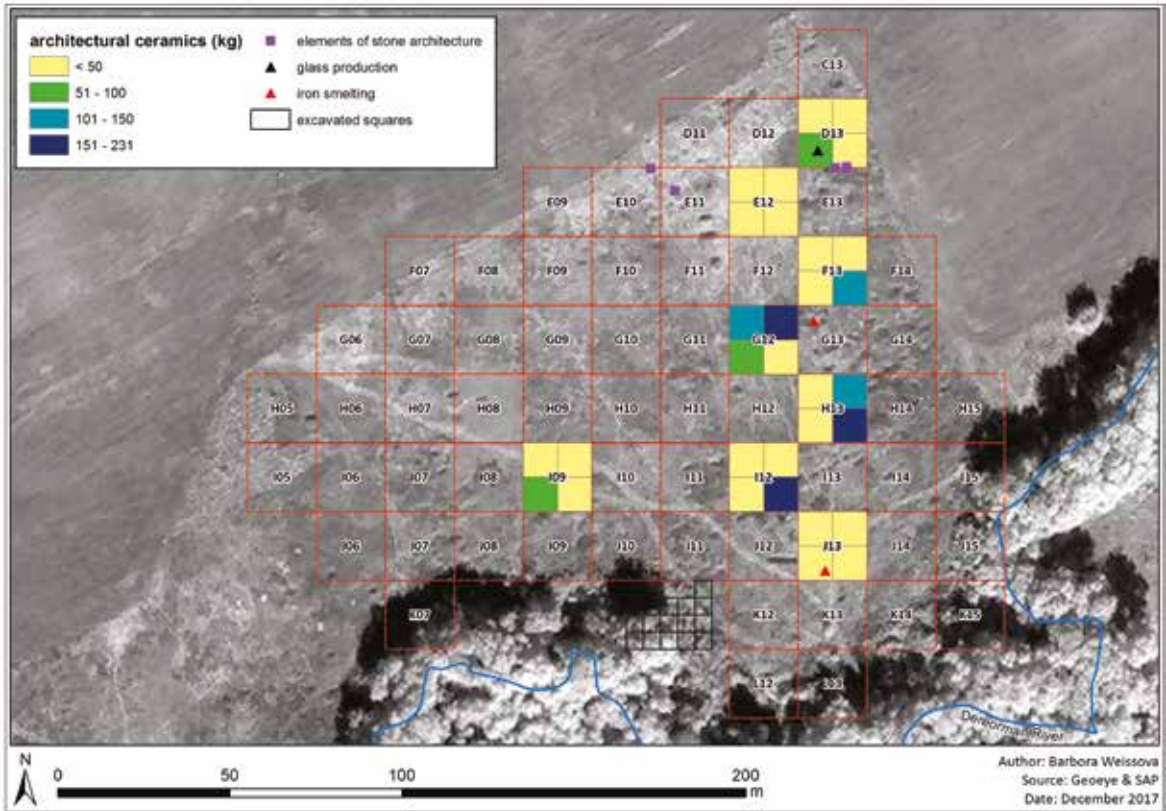 architectural ceramics (kg)
< 50
51 - 100
101 - 150
151 - 231
elements of stone architecture
glass production
iron smelting
excavated squares
C13
D11 D12 D13
E09 E10 E11 E12 E13
F07 F08 F09 F10 F11 F12 F13 F14
G06 G07 G08 G09 G10 G11 G22 G13 G14
H05 H06 H07 H08 H09 H10 H11 H12 H13 H14 H15
I05 I06 I07 I08 I09 I10 I11 I12 I13 I14 I15
J06 J07 J08 J09 J10 J11 J12 J13 J14 J15
K07 K12 K13 K14 K15
L12 L13
Dereorman River
N
0 50 100 200
m
Author: Barbora Weissova
Source: Geoeye & SAP
Date: December 2017